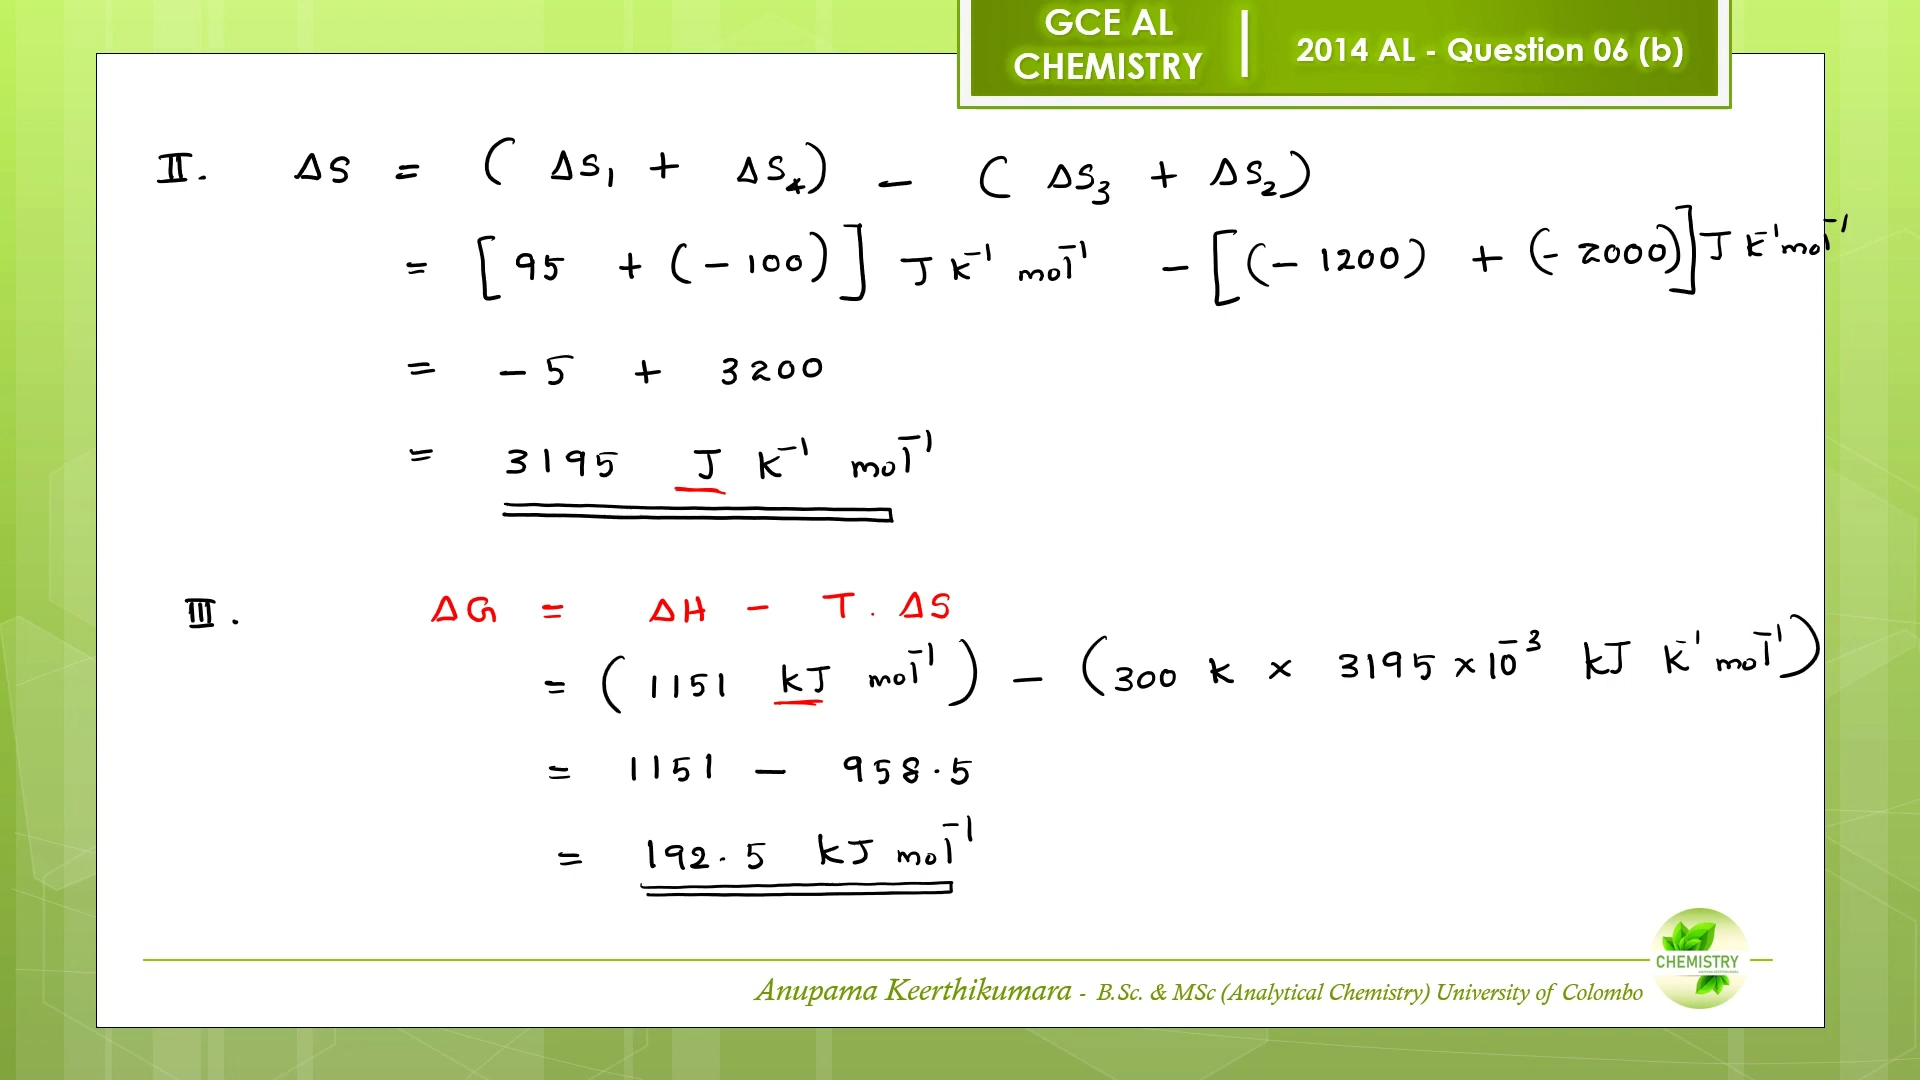 GCE AL
CHEMISTRY
2014 AL - Question 06 (b)
II. ΔS = ( ΔS₁ + ΔS₄) − ( ΔS₃ + ΔS₂)
= [95 + (−100)] J K⁻¹ mol⁻¹ − [(−1200) + (−2000)] J K⁻¹ mol⁻¹
= −5 + 3200
= 3195 J K⁻¹ mol⁻¹
III. ΔG = ΔH − T. ΔS
= (1151 kJ mol⁻¹) − (300 K × 3195 × 10⁻³ kJ K⁻¹ mol⁻¹)
= 1151 − 958.5
= 192.5 kJ mol⁻¹
CHEMISTRY
Anupama Keerthikumara - B.Sc. & MSc (Analytical Chemistry) University of Colombo